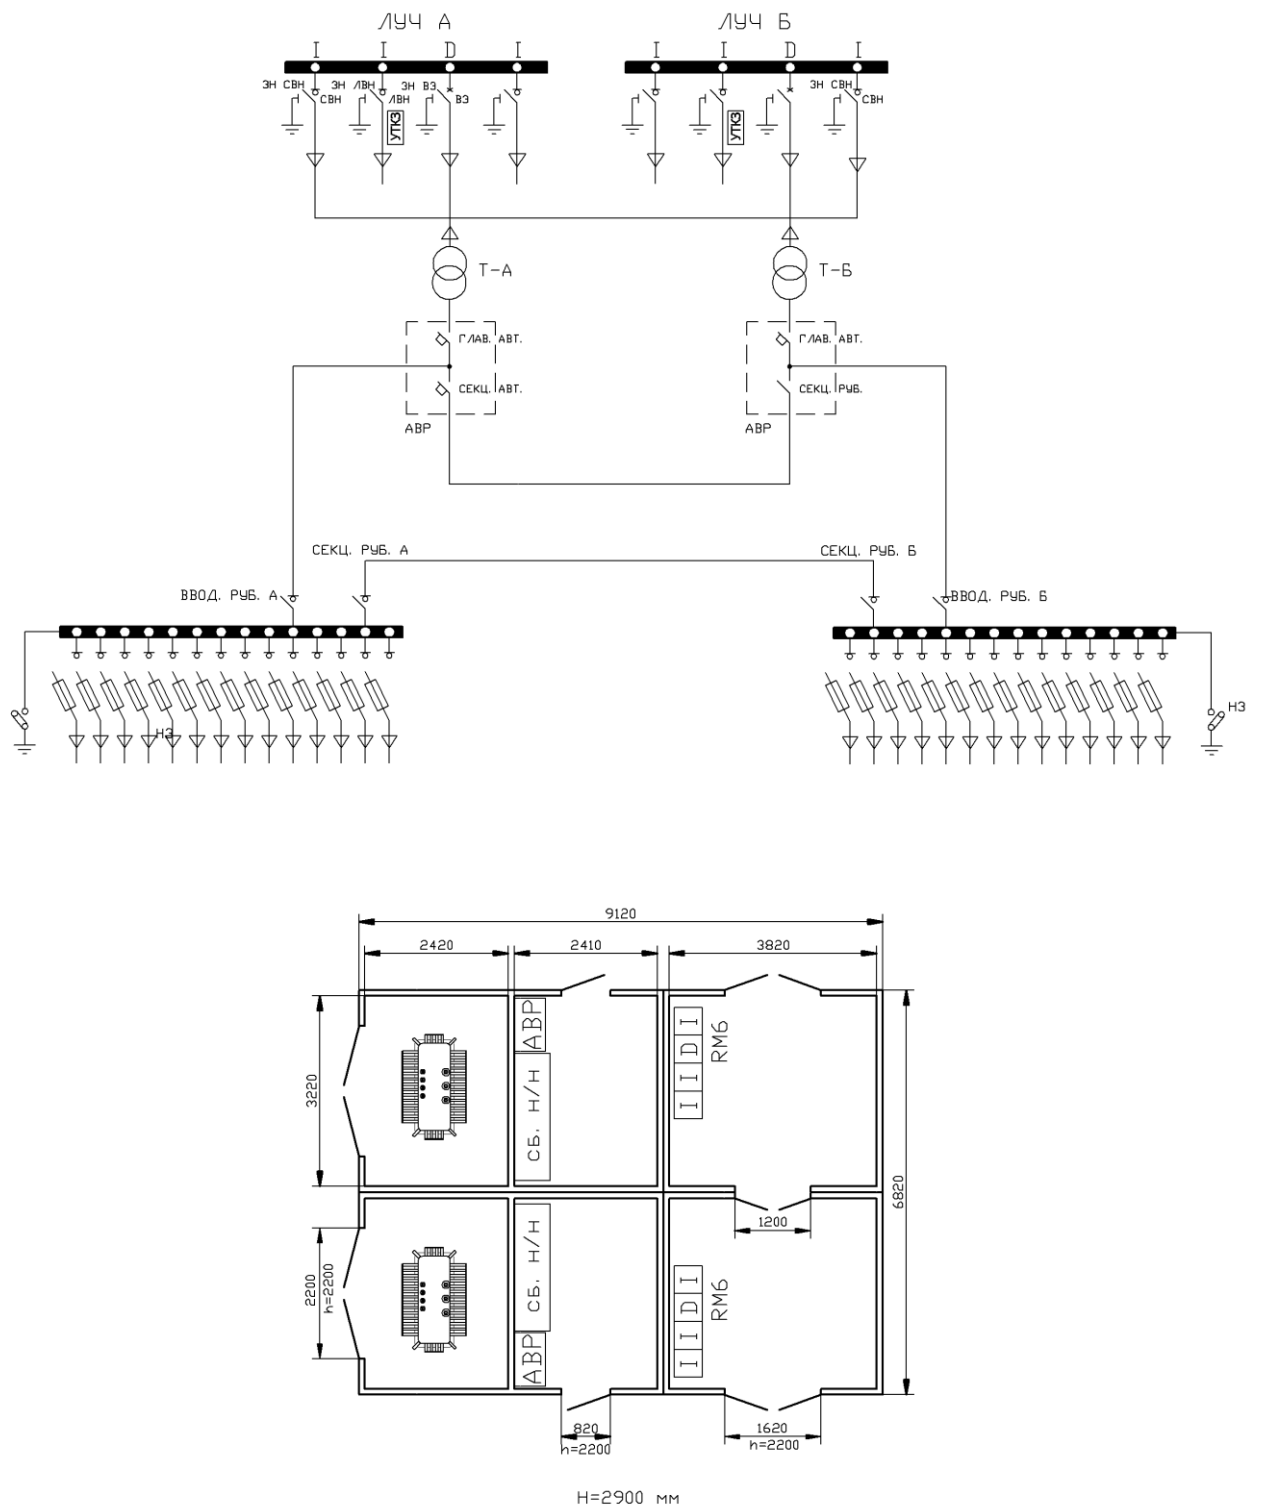 ЛУЧ А
ЛУЧ Б
I I D I
I I D I
ЗН СВН ЗН ЛВН ЗН ВЭ
СВН ЛВН ВЭ
УТКЗ
УТКЗ
ЗН СВН
СВН
Т-А
Т-Б
ГЛАВ. АВТ.
ГЛАВ. АВТ.
СЕКЦ. АВТ.
СЕКЦ. РУБ.
АВР
АВР
СЕКЦ. РУБ. А
СЕКЦ. РУБ. Б
ВВОД. РУБ. А
ВВОД. РУБ. Б
НЗ
НЗ
9120
2420
2410
3820
АВР
СБ. Н/Н
I I D I
RM6
3220
6820
1200
2200
h=2200
СБ. Н/Н
АВР
I I D I
RM6
820
h=2200
1620
h=2200
H=2900 мм